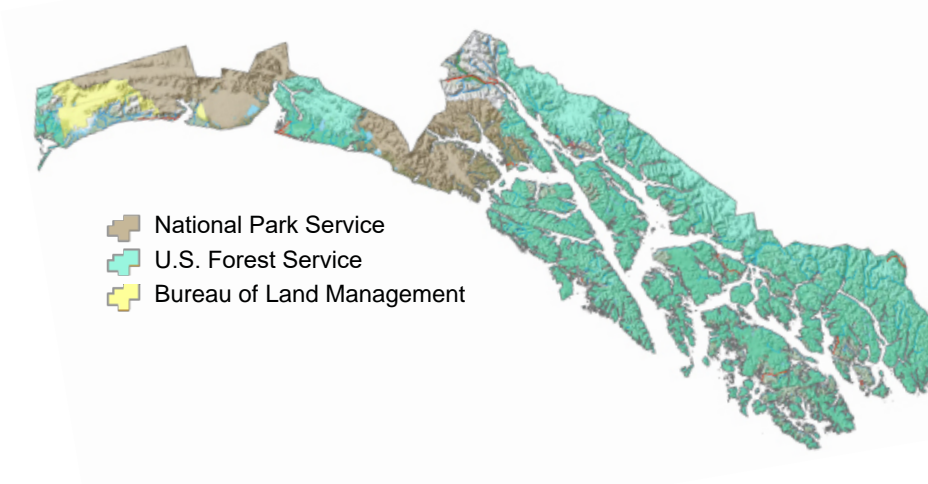 National Park Service
U.S. Forest Service
Bureau of Land Management